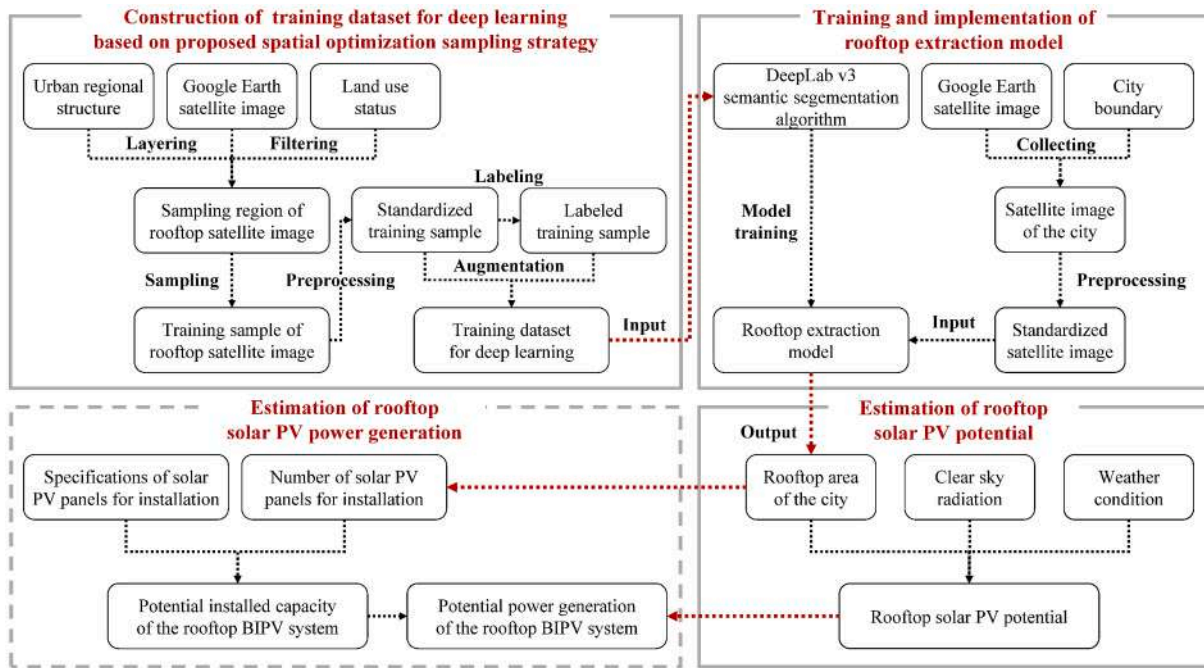 Construction of training dataset for deep learning
based on proposed spatial optimization sampling strategy
Urban regional
structure
Google Earth
satellite image
Land use
status
Layering
Filtering
Sampling region of
rooftop satellite image
Labeling
Standardized
training sample
Labeled
training sample
Sampling
Preprocessing
Augmentation
Training sample of
rooftop satellite image
Training dataset
for deep learning
Input
Training and implementation of
rooftop extraction model
DeepLab v3
semantic segementation
algorithm
Google Earth
satellite image
City
boundary
Collecting
Model
training
Satellite image
of the city
Preprocessing
Rooftop extraction
model
Input
Standardized
satellite image
Estimation of rooftop
solar PV power generation
Specifications of solar
PV panels for installation
Number of solar PV
panels for installation
Potential installed capacity
of the rooftop BIPV system
Potential power generation
of the rooftop BIPV system
Estimation of rooftop
solar PV potential
Output
Rooftop area
of the city
Clear sky
radiation
Weather
condition
Rooftop solar PV potential